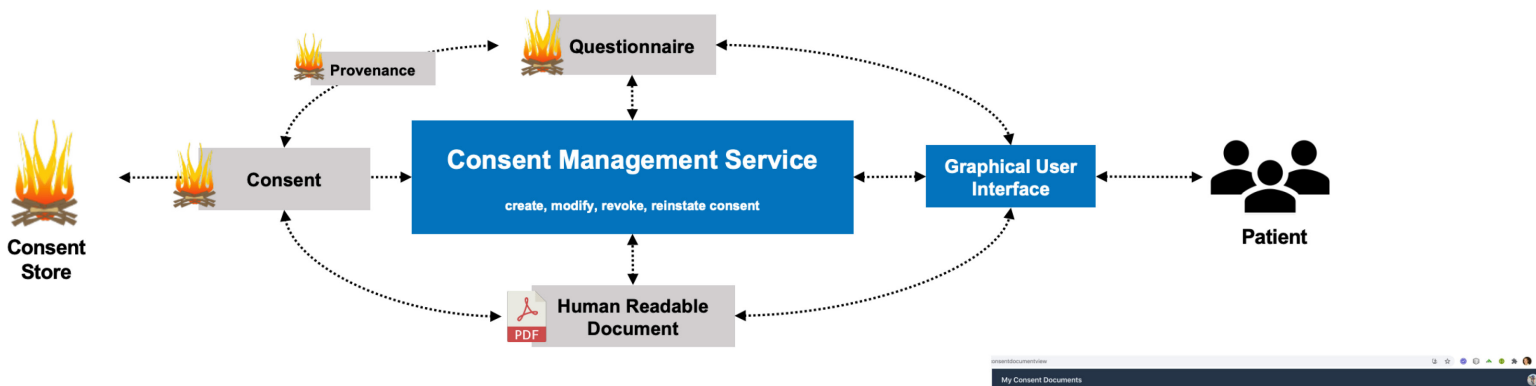 Questionnaire
Provenance
Consent Management Service
create, modify, revoke, reinstate consent
Consent
Graphical User
Interface
Consent
Store
Patient
PDF
Human Readable
Document
consentdocumentview
My Consent Documents